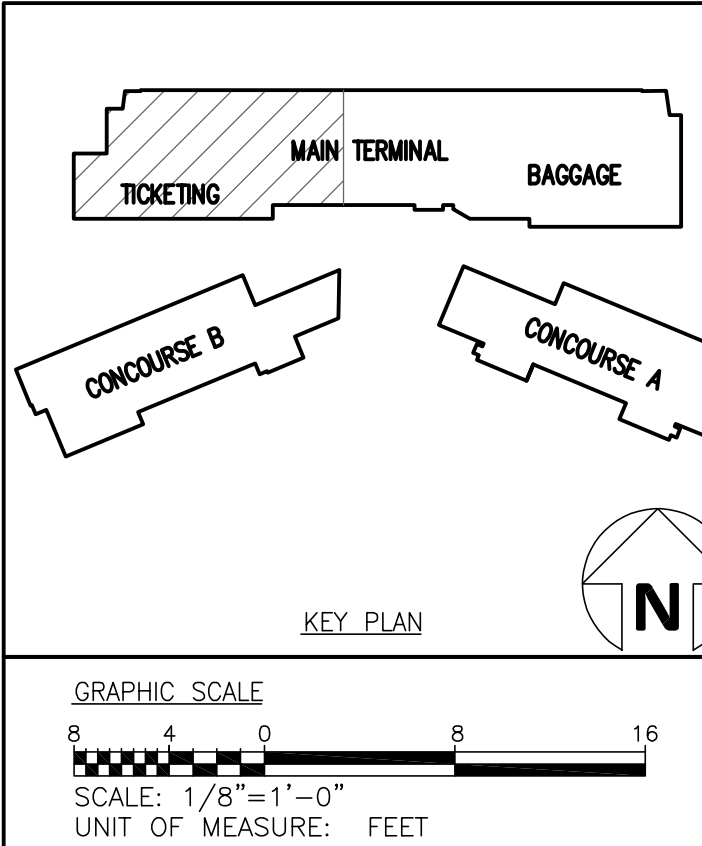 MAIN TERMINAL
BAGGAGE
TICKETING
CONCOURSE B
CONCOURSE A
N
KEY PLAN
GRAPHIC SCALE
8 4 0 8 16
SCALE: 1/8"=1'-0"
UNIT OF MEASURE: FEET